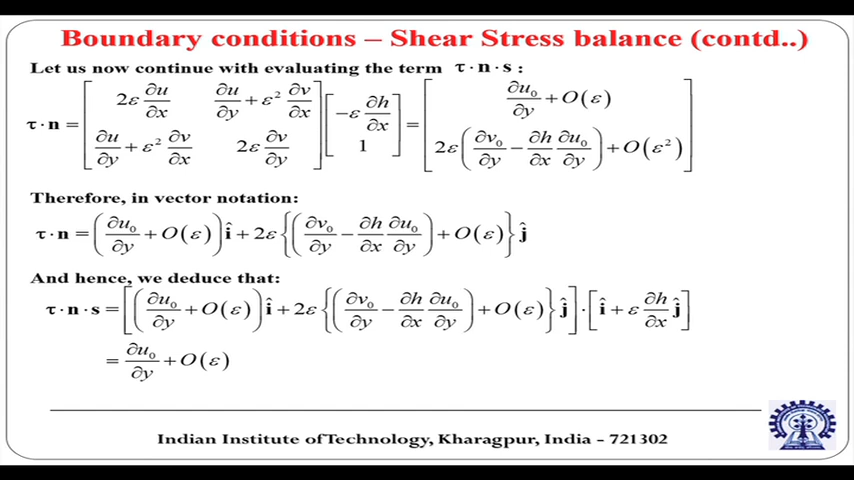 Boundary conditions – Shear Stress balance (contd..)
Let us now continue with evaluating the term τ·n·s :
τ·n = [ 2ε ∂u/∂x   ∂u/∂y + ε² ∂v/∂x ; ∂u/∂y + ε² ∂v/∂x   2ε ∂v/∂y ] [ −ε ∂h/∂x ; 1 ] = [ ∂u₀/∂y + O(ε) ; 2ε(∂v₀/∂y − ∂h/∂x ∂u₀/∂y) + O(ε²) ]
Therefore, in vector notation:
τ·n = (∂u₀/∂y + O(ε)) î + 2ε{(∂v₀/∂y − ∂h/∂x ∂u₀/∂y) + O(ε)} ĵ
And hence, we deduce that:
τ·n·s = [(∂u₀/∂y + O(ε)) î + 2ε{(∂v₀/∂y − ∂h/∂x ∂u₀/∂y) + O(ε)} ĵ] · [î + ε ∂h/∂x ĵ]
= ∂u₀/∂y + O(ε)
Indian Institute of Technology, Kharagpur, India - 721302